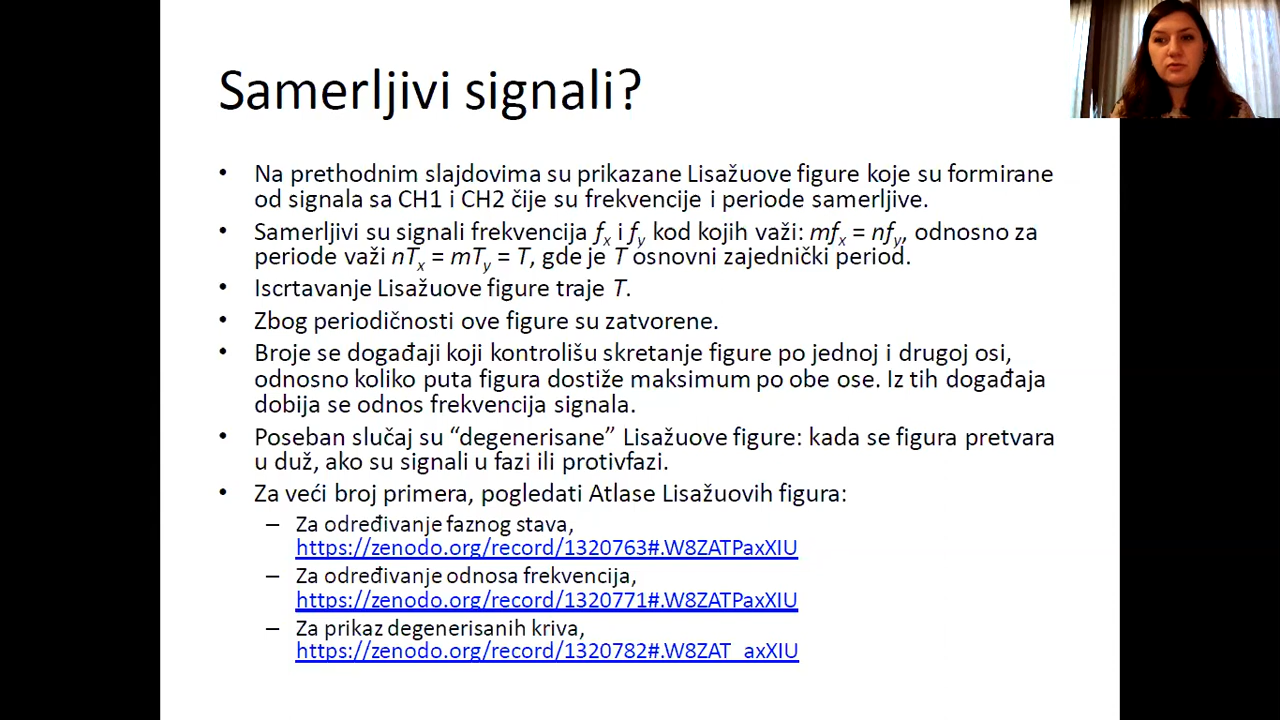 Samerljivi signali?
• Na prethodnim slajdovima su prikazane Lisažuove figure koje su formirane
od signala sa CH1 i CH2 čije su frekvencije i periode samerljive.
• Samerljivi su signali frekvencija fx i fy kod kojih važi: mfx = nfy, odnosno za
periode važi nTx = mTy = T, gde je T osnovni zajednički period.
• Iscrtavanje Lisažuove figure traje T.
• Zbog periodičnosti ove figure su zatvorene.
• Broje se događaji koji kontrolišu skretanje figure po jednoj i drugoj osi,
odnosno koliko puta figura dostiže maksimum po obe ose. Iz tih događaja
dobija se odnos frekvencija signala.
• Poseban slučaj su “degenerisane” Lisažuove figure: kada se figura pretvara
u duž, ako su signali u fazi ili protivfazi.
• Za veći broj primera, pogledati Atlase Lisažuovih figura:
– Za određivanje faznog stava,
https://zenodo.org/record/1320763#.W8ZATPaxXIU
– Za određivanje odnosa frekvencija,
https://zenodo.org/record/1320771#.W8ZATPaxXIU
– Za prikaz degenerisanih kriva,
https://zenodo.org/record/1320782#.W8ZAT_axXIU